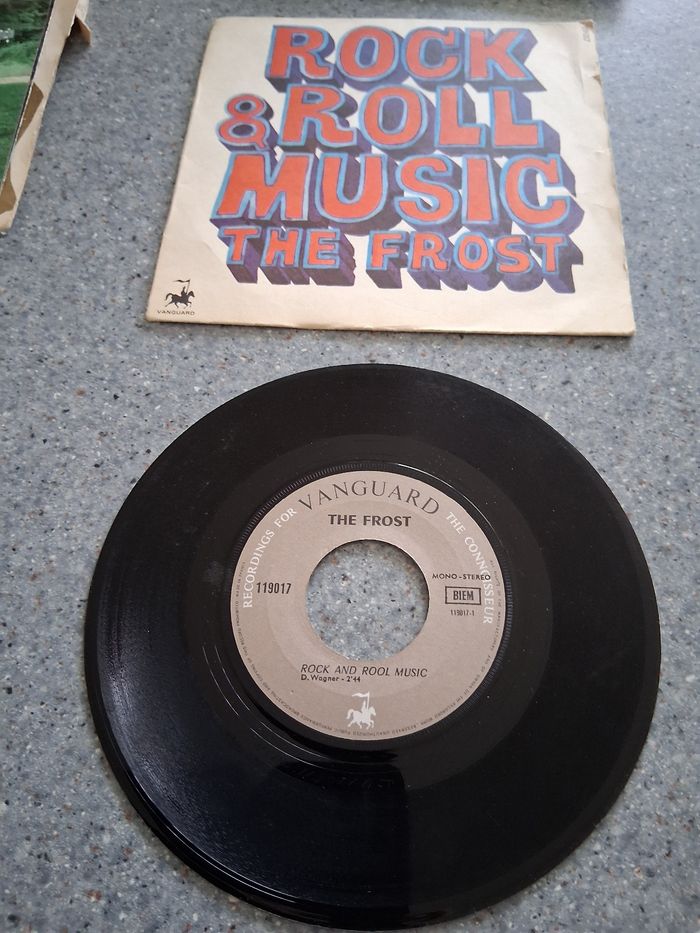 ROCK
& ROLL
MUSIC
THE FROST
VANGUARD
RECORDINGS FOR VANGUARD THE CONNOISSEUR
THE FROST
119017
MONO - STEREO
BIEM
119017-1
ROCK AND ROOL MUSIC
D. Wagner - 2'44